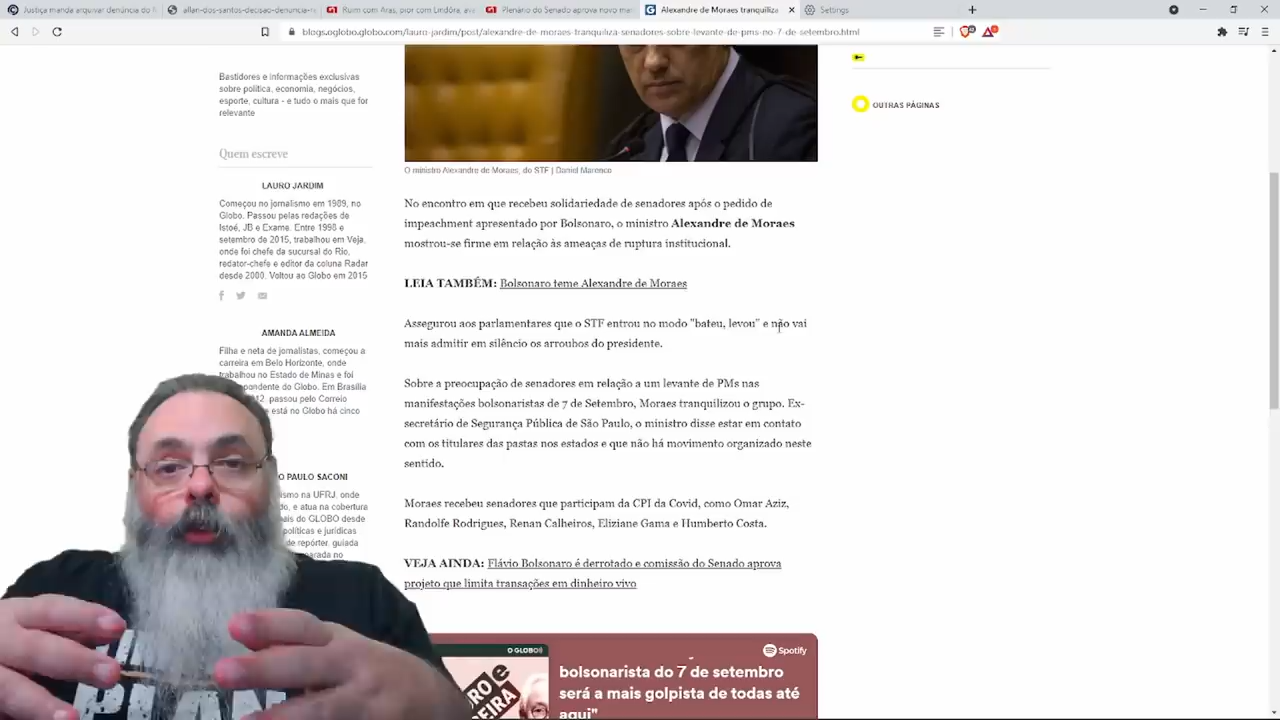 Justiça manda arquivar denúncia do f
allan-dos-santos-decisao-denuncia-r
Ruim com Aras, por com Lindôra, ava
Plenário do Senado aprova novo man
Alexandre de Moraes tranquiliza
Settings
blogs.oglobo.globo.com/lauro-jardim/post/alexandre-de-moraes-tranquiliza-senadores-sobre-levante-de-pms-no-7-de-setembro.html
Bastidores e informações exclusivas
sobre política, economia, negócios,
esporte, cultura - e tudo o mais que for
relevante
Quem escreve
LAURO JARDIM
Começou no jornalismo em 1989, no
Globo. Passou pelas redações de
Istoé, JB e Exame. Entre 1998 e
setembro de 2015, trabalhou em Veja,
onde foi chefe da sucursal do Rio,
redator-chefe e editor da coluna Radar
desde 2000. Voltou ao Globo em 2015
AMANDA ALMEIDA
Filha e neta de jornalistas, começou a
carreira em Belo Horizonte, onde
trabalhou no Estado de Minas e foi
pondente do Globo. Em Brasília
12, passou pelo Correio
está no Globo há cinco
O PAULO SACONI
ismo na UFRJ, onde
do, e atua na cobertura
nais do GLOBO desde
políticas e jurídicas
de repórter, guiada
parada no
O ministro Alexandre de Moraes, do STF | Daniel Marenco
No encontro em que recebeu solidariedade de senadores após o pedido de
impeachment apresentado por Bolsonaro, o ministro Alexandre de Moraes
mostrou-se firme em relação às ameaças de ruptura institucional.
LEIA TAMBÉM: Bolsonaro teme Alexandre de Moraes
Assegurou aos parlamentares que o STF entrou no modo "bateu, levou" e não vai
mais admitir em silêncio os arroubos do presidente.
Sobre a preocupação de senadores em relação a um levante de PMs nas
manifestações bolsonaristas de 7 de Setembro, Moraes tranquilizou o grupo. Ex-
secretário de Segurança Pública de São Paulo, o ministro disse estar em contato
com os titulares das pastas nos estados e que não há movimento organizado neste
sentido.
Moraes recebeu senadores que participam da CPI da Covid, como Omar Aziz,
Randolfe Rodrigues, Renan Calheiros, Eliziane Gama e Humberto Costa.
VEJA AINDA: Flávio Bolsonaro é derrotado e comissão do Senado aprova
projeto que limita transações em dinheiro vivo
OUTRAS PÁGINAS
O GLOBO
Spotify
bolsonarista do 7 de setembro
será a mais golpista de todas até
aqui"